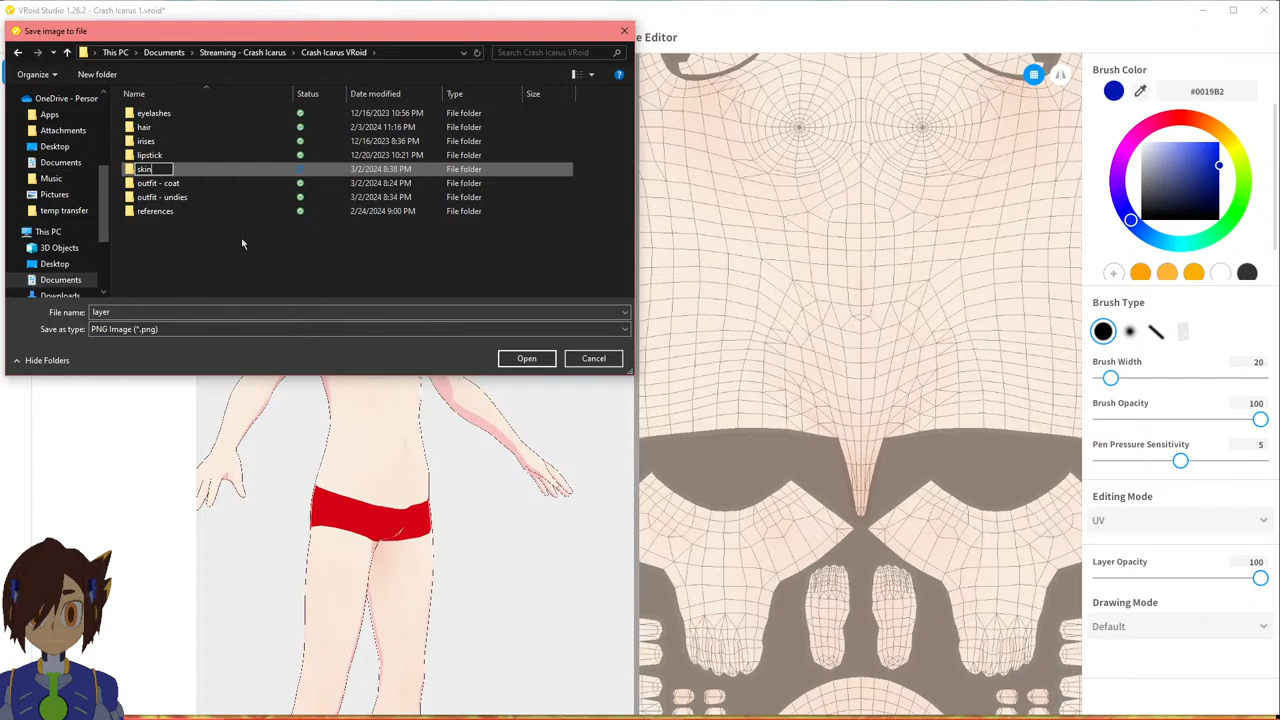 VRoid Studio 1.26.2 - Crash Icarus 1.vroid*
Save image to file
This PC > Documents > Streaming - Crash Icarus > Crash Icarus VRoid >
Search Crash Icarus VRoid
Organize
New folder
Name
Status
Date modified
Type
Size
OneDrive - Person
Apps
Attachments
Desktop
Documents
Music
Pictures
temp transfer
This PC
3D Objects
Desktop
Documents
Downloads
eyelashes 12/16/2023 10:56 PM File folder
hair 2/3/2024 11:16 PM File folder
irises 12/16/2023 8:36 PM File folder
lipstick 12/20/2023 10:21 PM File folder
skin 3/2/2024 8:38 PM File folder
outfit - coat 3/2/2024 8:24 PM File folder
outfit - undies 3/2/2024 8:34 PM File folder
references 2/24/2024 9:00 PM File folder
File name: layer
Save as type: PNG Image (*.png)
Hide Folders
Open
Cancel
e Editor
Brush Color
#0019B2
Brush Type
Brush Width 20
Brush Opacity 100
Pen Pressure Sensitivity 5
Editing Mode
UV
Layer Opacity 100
Drawing Mode
Default